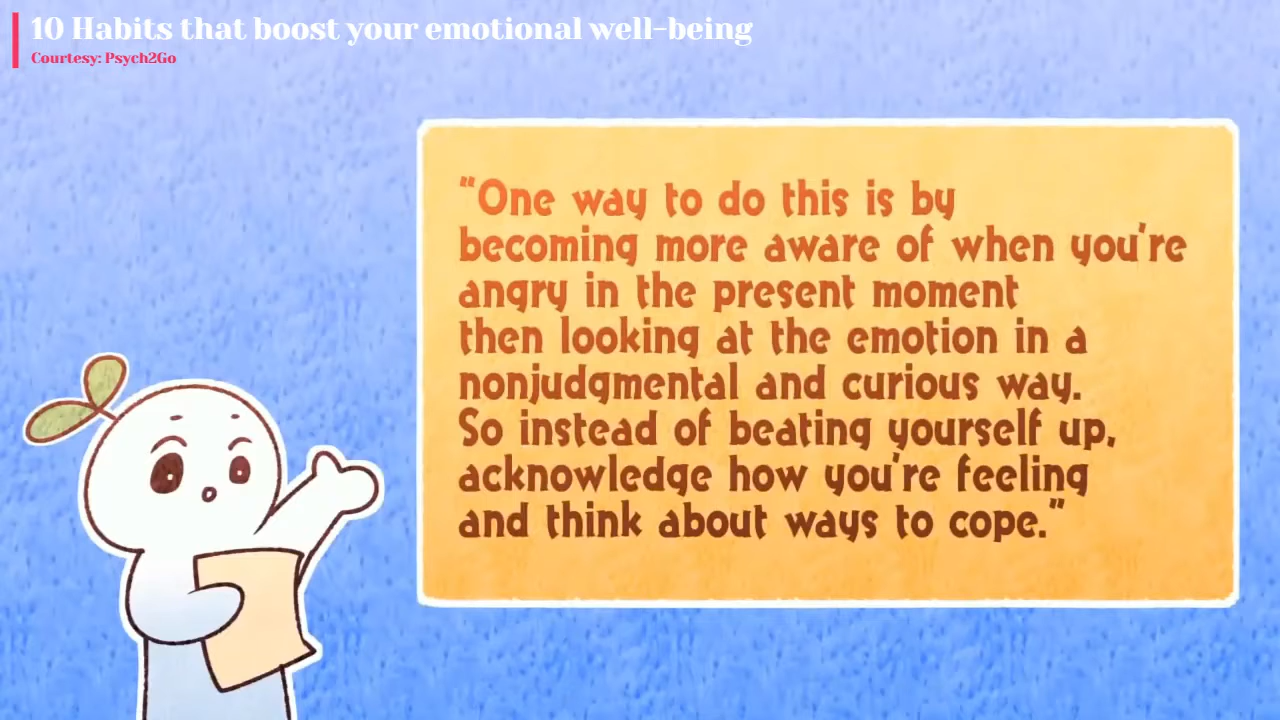 10 Habits that boost your emotional well-being
Courtesy: Psych2Go
"One way to do this is by
becoming more aware of when you're
angry in the present moment
then looking at the emotion in a
nonjudgmental and curious way.
So instead of beating yourself up,
acknowledge how you're feeling
and think about ways to cope."